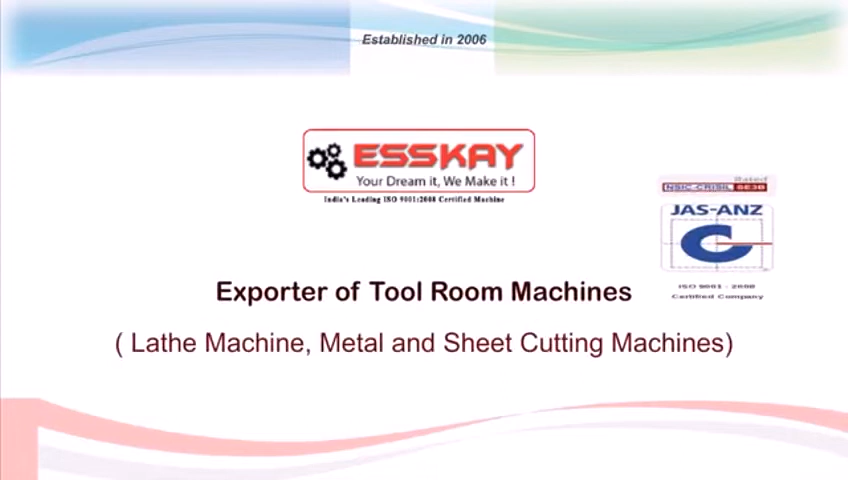 Established in 2006
ESSKAY
Your Dream it, We Make it !
India's Leading ISO 9001:2008 Certified Machine
Rated
NSIC-CRISIL SE3B
JAS-ANZ
ISO 9001 - 2008
Certified Company
Exporter of Tool Room Machines
( Lathe Machine, Metal and Sheet Cutting Machines)